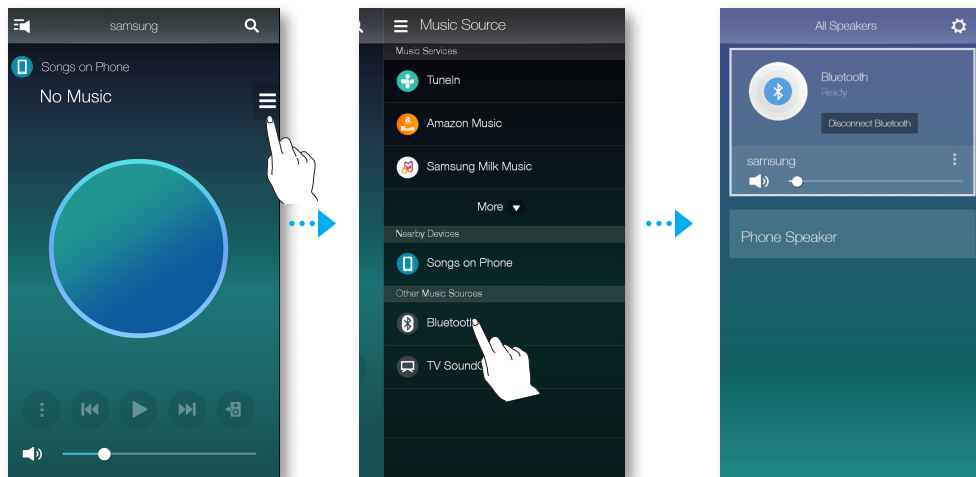 samsung
Songs on Phone
No Music
Music Source
Music Services
TuneIn
Amazon Music
Samsung Milk Music
More
Nearby Devices
Songs on Phone
Other Music Sources
Bluetooth
TV Sound
All Speakers
Bluetooth
Ready
Disconnect Bluetooth
samsung
Phone Speaker